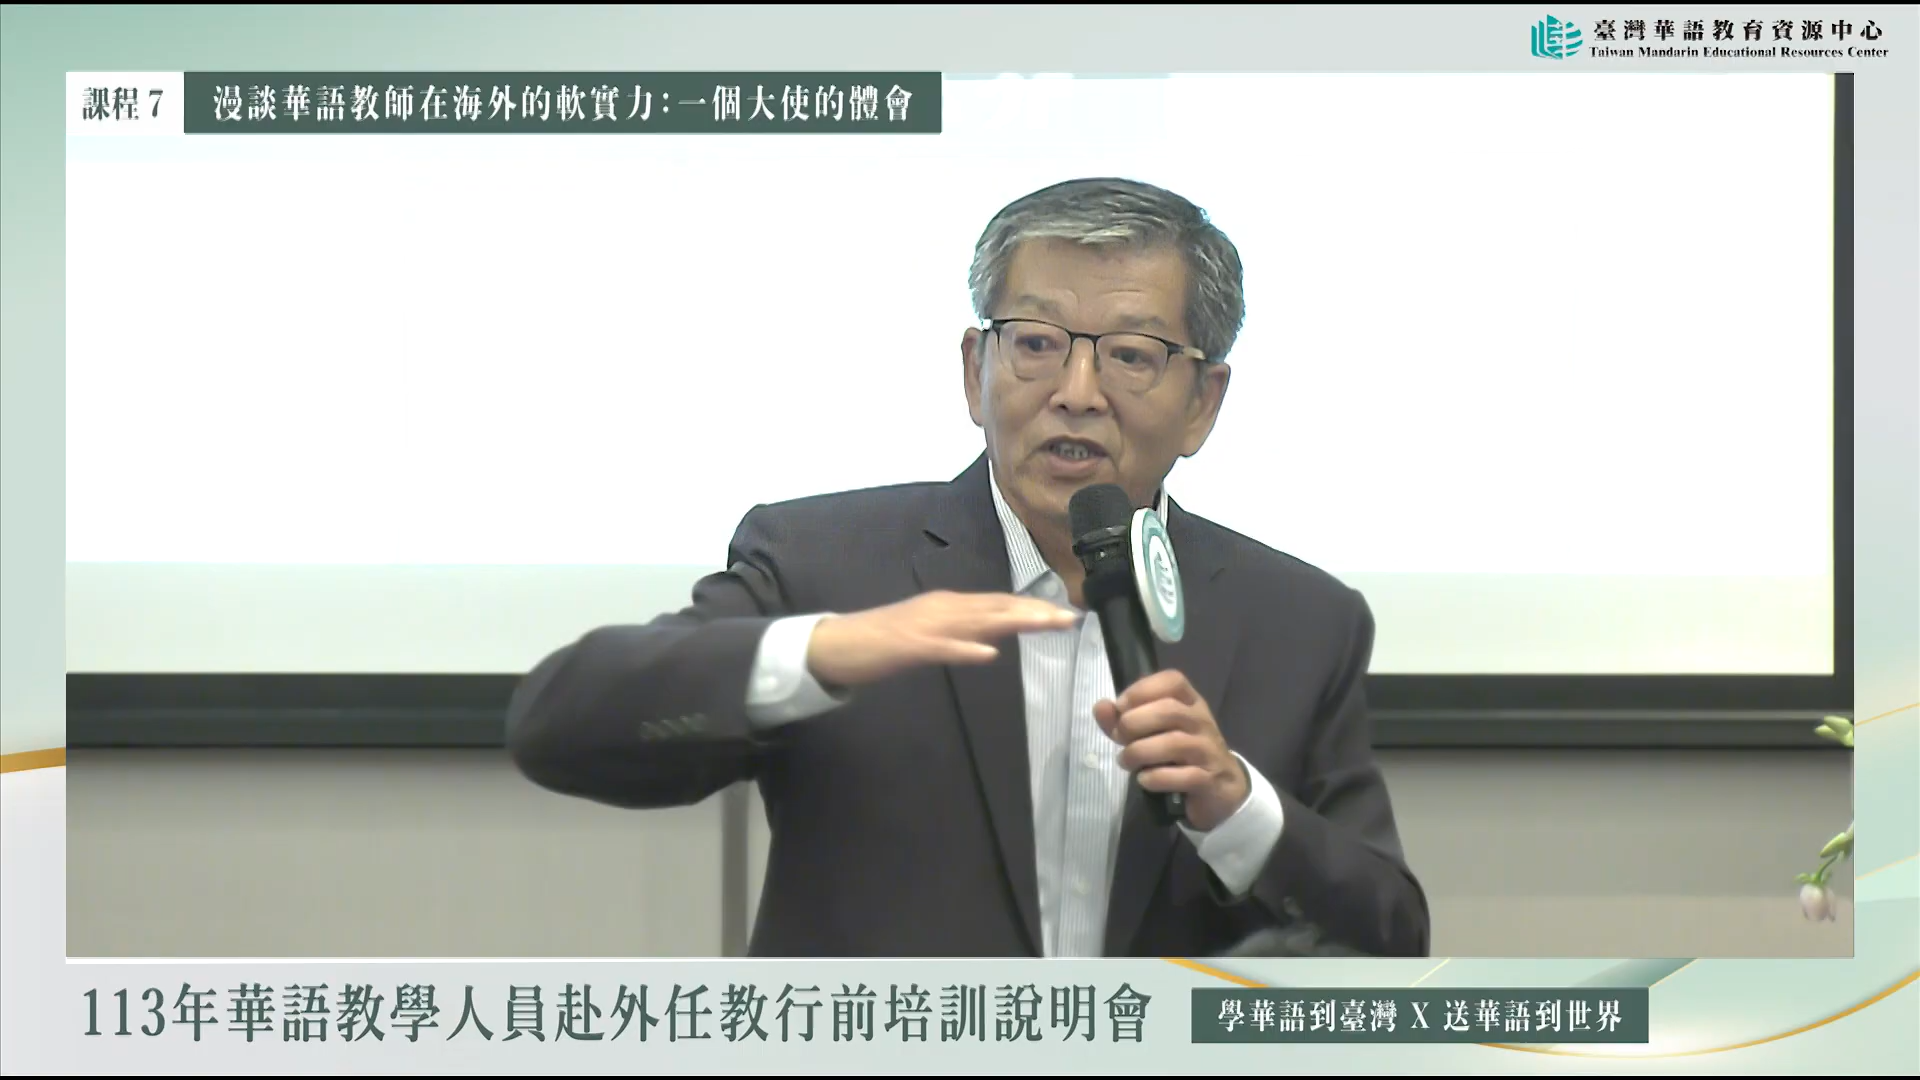 臺灣華語教育資源中心
Taiwan Mandarin Educational Resources Center
課程 7
漫談華語教師在海外的軟實力：一個大使的體會
113年華語教學人員赴外任教行前培訓說明會
學華語到臺灣 X 送華語到世界